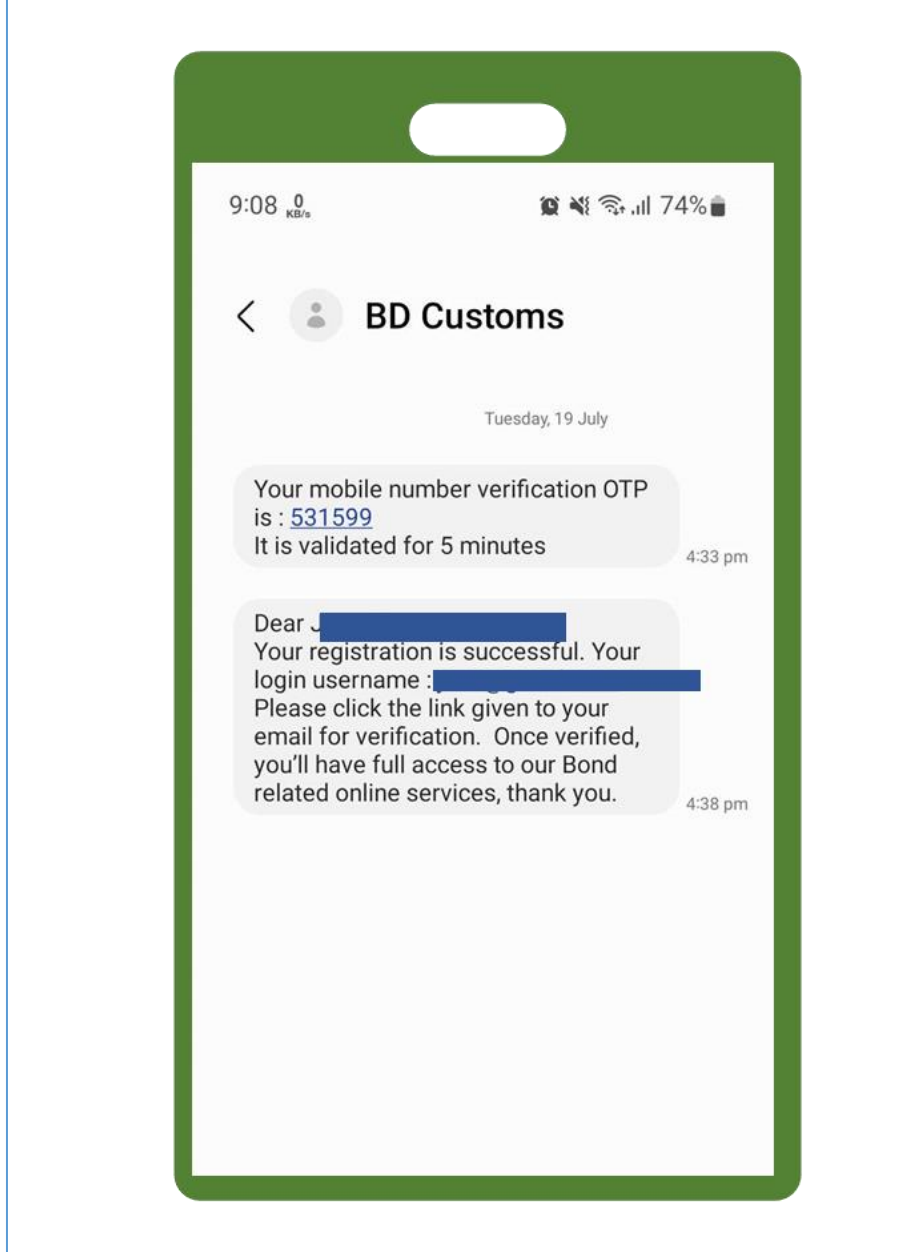 9:08 0 KB/s 74%
BD Customs
Tuesday, 19 July
Your mobile number verification OTP
is : 531599
It is validated for 5 minutes
4:33 pm
Dear
Your registration is successful. Your
login username :
Please click the link given to your
email for verification. Once verified,
you'll have full access to our Bond
related online services, thank you.
4:38 pm